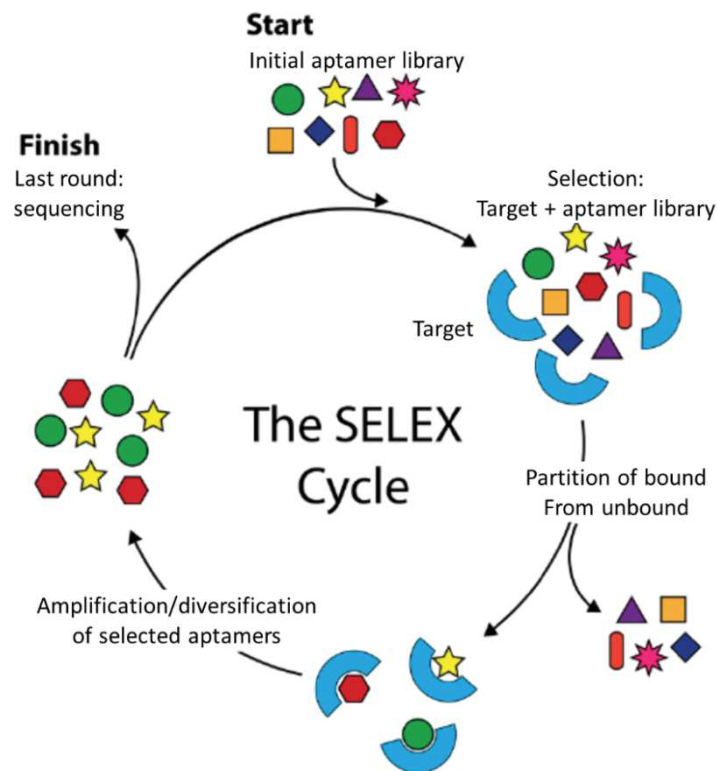 Start
Initial aptamer library
Finish
Last round:
sequencing
Selection:
Target + aptamer library
Target
The SELEX
Cycle
Partition of bound
From unbound
Amplification/diversification
of selected aptamers